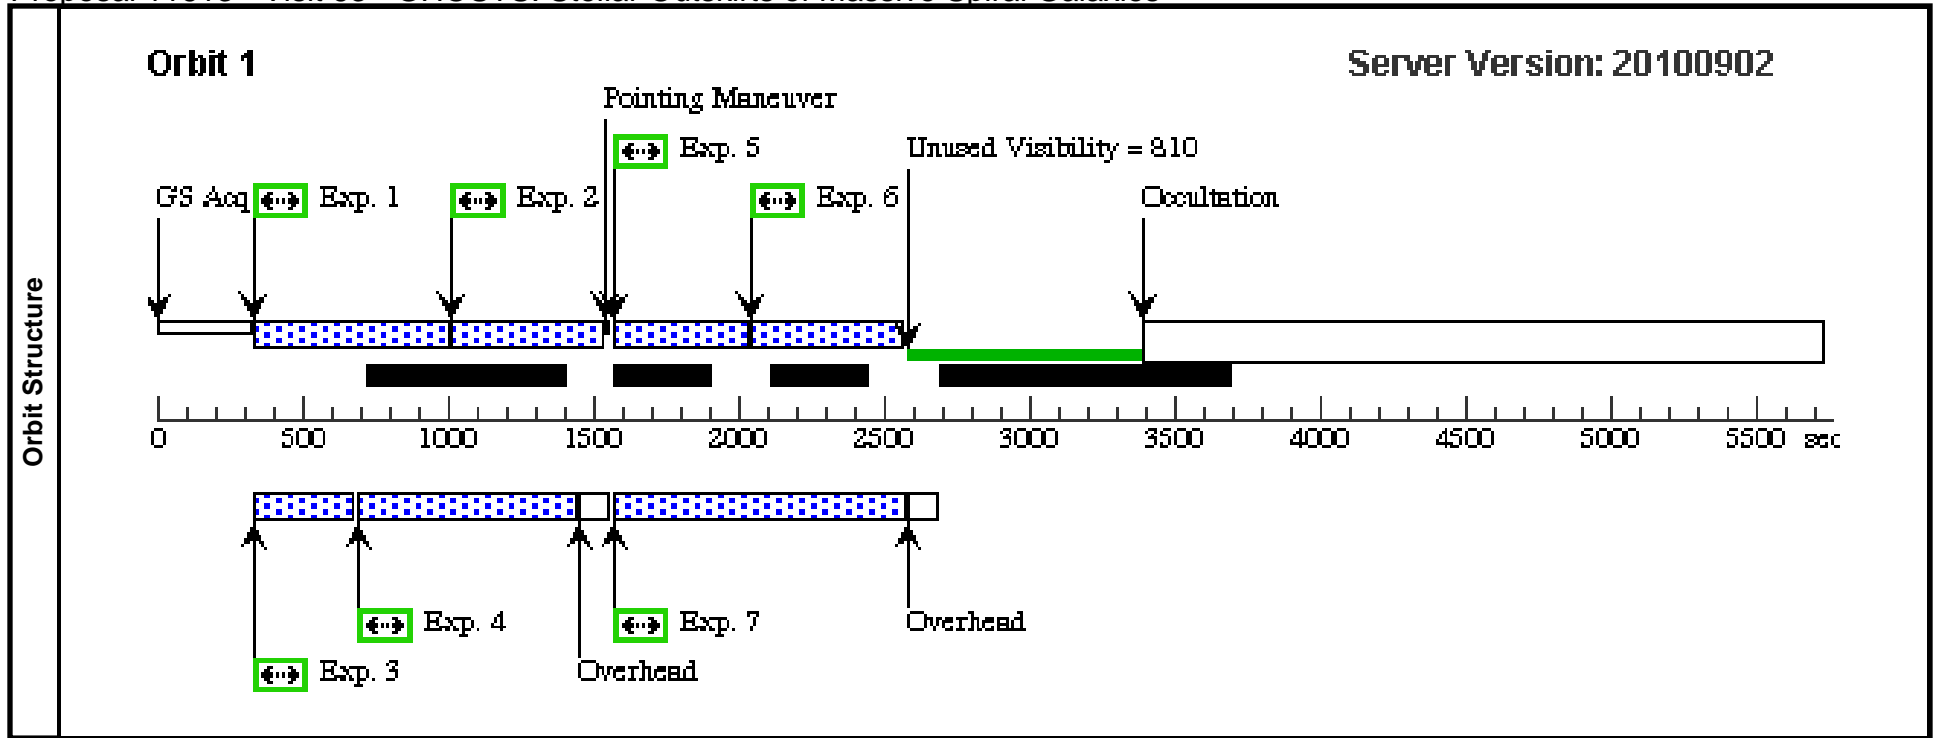 Orbit 1
Server Version: 20100902
Pointing Maneuver
Exp. 5
Unused Visibility = 810
GS Acq
Exp. 1
Exp. 2
Exp. 6
Occultation
Orbit Structure
0 500 1000 1500 2000 2500 3000 3500 4000 4500 5000 5500 sec
Exp. 4
Exp. 7
Overhead
Exp. 3
Overhead